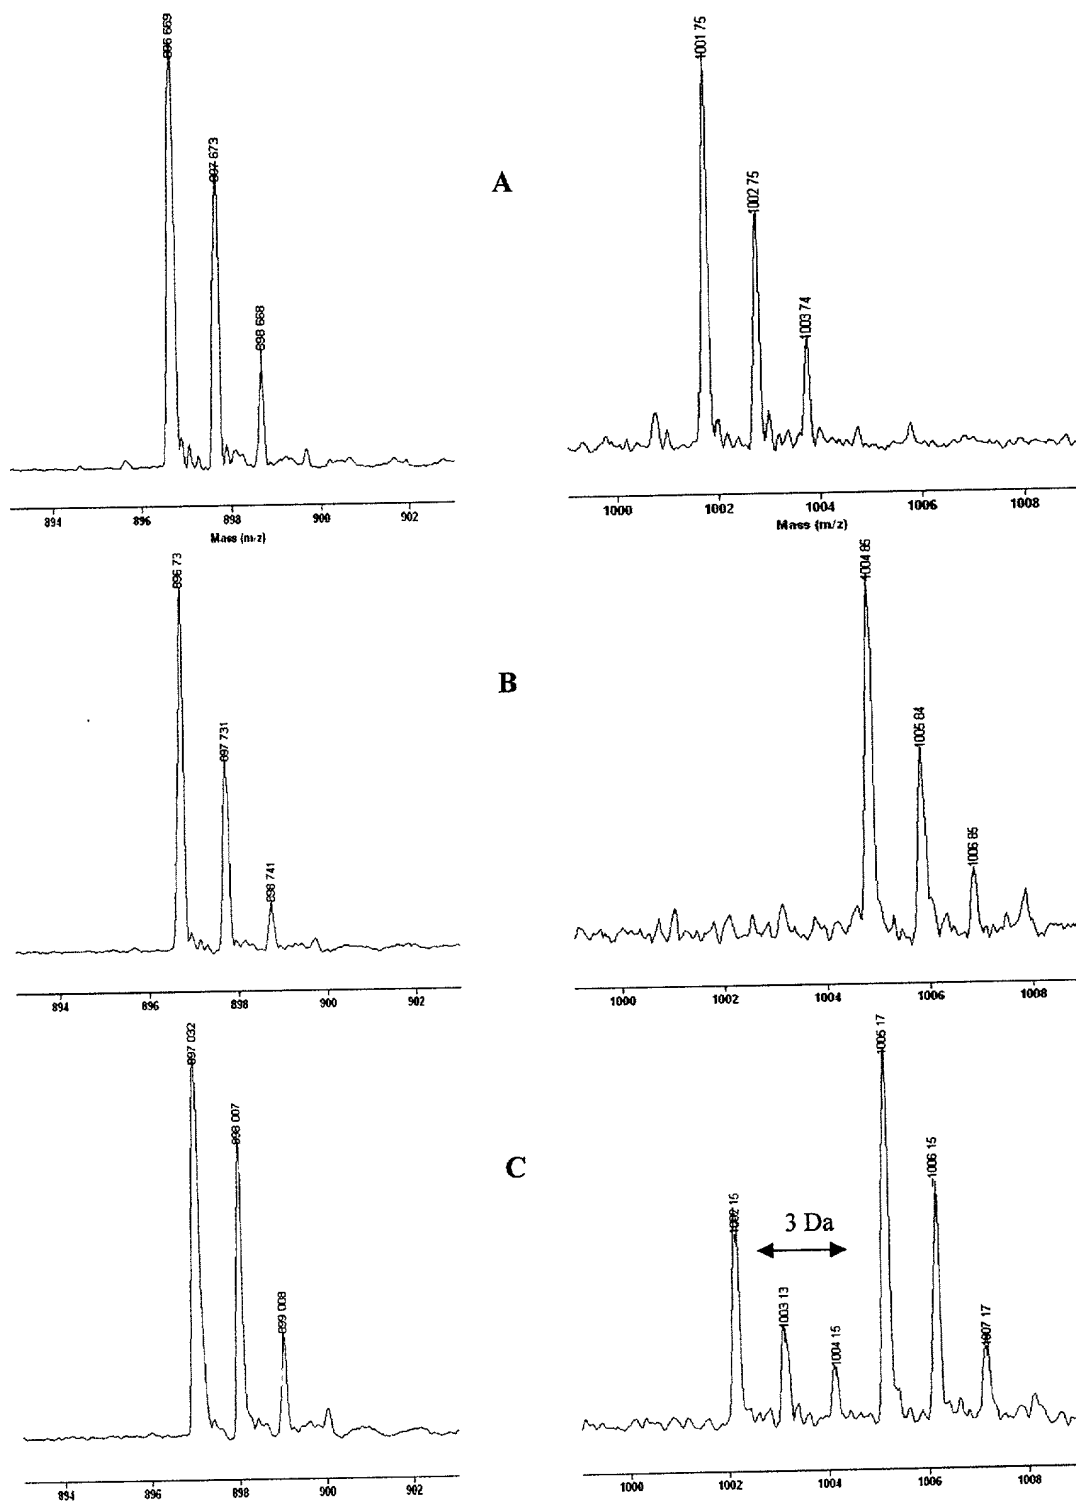 896 669
897 673
898 668
894 896 898 900 902
Mass (m/z)
A
1001 75
1002 75
1003 74
1000 1002 1004 1006 1008
Mass (m/z)
896 73
897 731
898 741
894 896 898 900 902
B
1004 85
1005 84
1006 85
1000 1002 1004 1006 1008
897 032
898 007
899 008
894 896 898 900 902
C
1002 15
1003 13
1004 15
3 Da
1005 17
1006 15
1007 17
1000 1002 1004 1006 1008